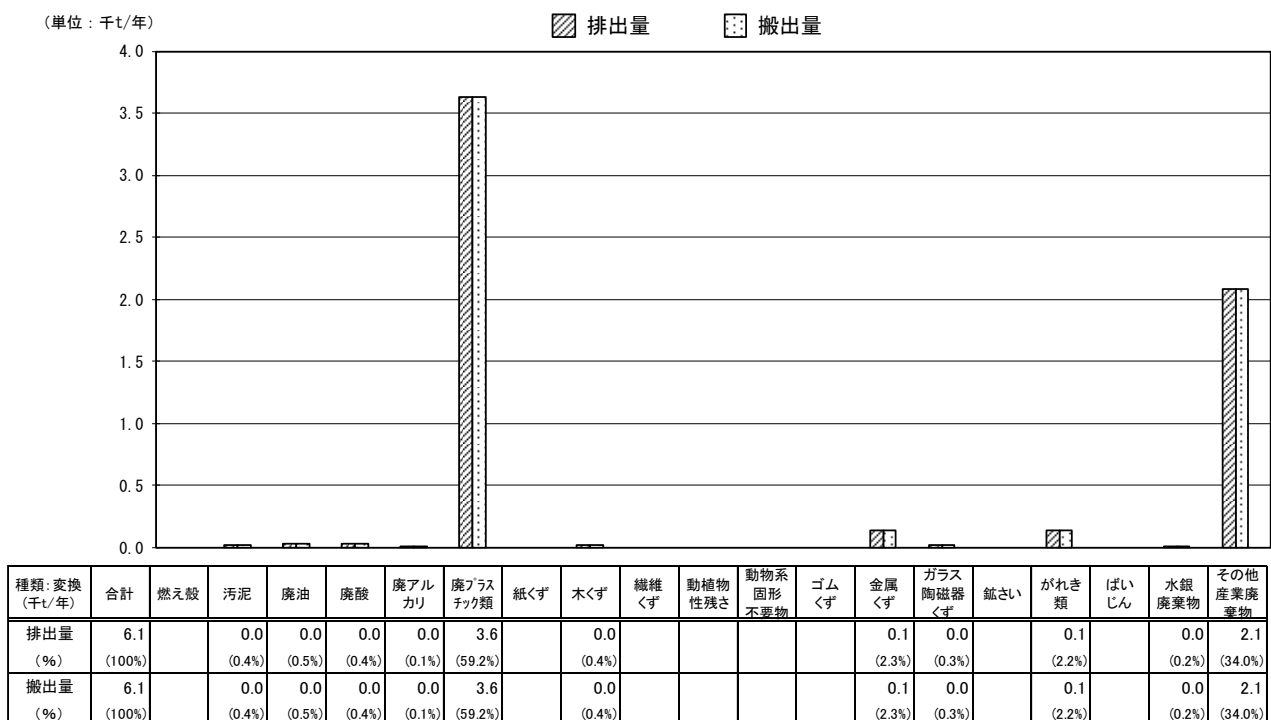 （単位：千t/年）
排出量 搬出量
4.0
3.5
3.0
2.5
2.0
1.5
1.0
0.5
0.0
種類:変換（千t/年） 合計 燃え殻 汚泥 廃油 廃酸 廃アルカリ 廃プラスチック類 紙くず 木くず 繊維くず 動植物性残さ 動物系固形不要物 ゴムくず 金属くず ガラス陶磁器くず 鉱さい がれき類 ばいじん 水銀廃棄物 その他産業廃棄物
排出量 6.1 0.0 0.0 0.0 0.0 3.6 0.0 0.1 0.0 0.1 0.0 2.1
（%） (100%) (0.4%) (0.5%) (0.4%) (0.1%) (59.2%) (0.4%) (2.3%) (0.3%) (2.2%) (0.2%) (34.0%)
搬出量 6.1 0.0 0.0 0.0 0.0 3.6 0.0 0.1 0.0 0.1 0.0 2.1
（%） (100%) (0.4%) (0.5%) (0.4%) (0.1%) (59.2%) (0.4%) (2.3%) (0.3%) (2.2%) (0.2%) (34.0%)